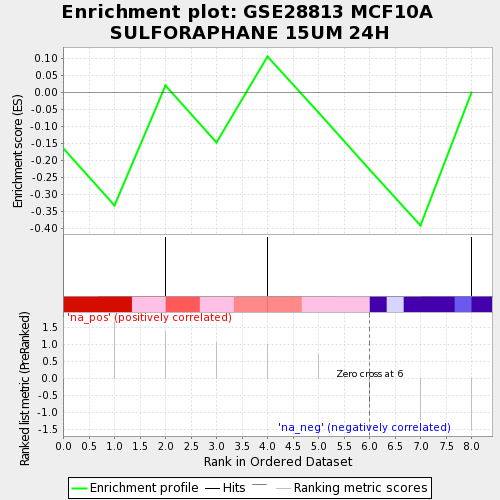 Enrichment plot: GSE28813 MCF10A
SULFORAPHANE 15UM 24H
Enrichment score (ES)
0.10
0.05
0.00
-0.05
-0.10
-0.15
-0.20
-0.25
-0.30
-0.35
-0.40
'na_pos' (positively correlated)
Ranked list metric (PreRanked)
1.5
1.0
0.5
0.0
-0.5
-1.0
-1.5
Zero cross at 6
'na_neg' (negatively correlated)
0.0 0.5 1.0 1.5 2.0 2.5 3.0 3.5 4.0 4.5 5.0 5.5 6.0 6.5 7.0 7.5 8.0
Rank in Ordered Dataset
Enrichment profile Hits Ranking metric scores